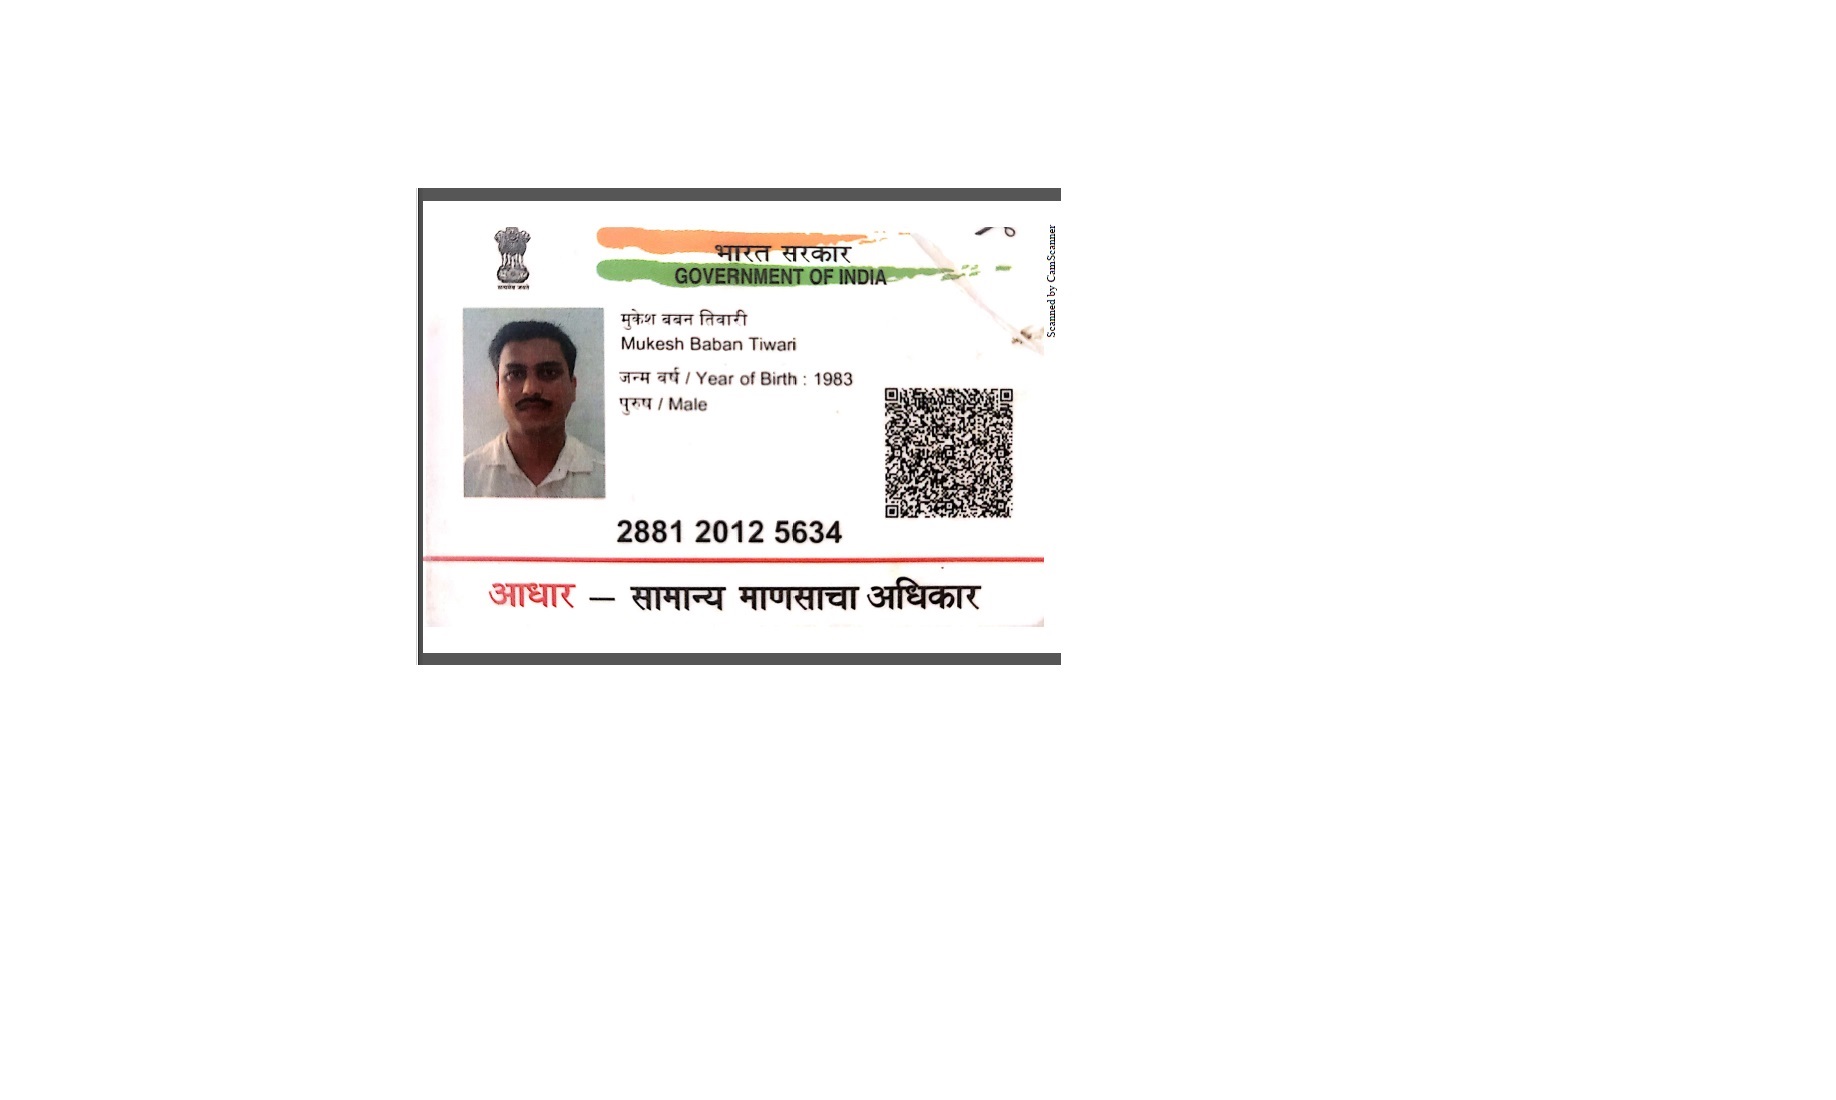 भारत सरकार
GOVERNMENT OF INDIA
सत्यमेव जयते
मुकेश बबन तिवारी
Mukesh Baban Tiwari
जन्म वर्ष / Year of Birth : 1983
पुरुष / Male
2881 2012 5634
आधार – सामान्य माणसाचा अधिकार
Scanned by CamScanner